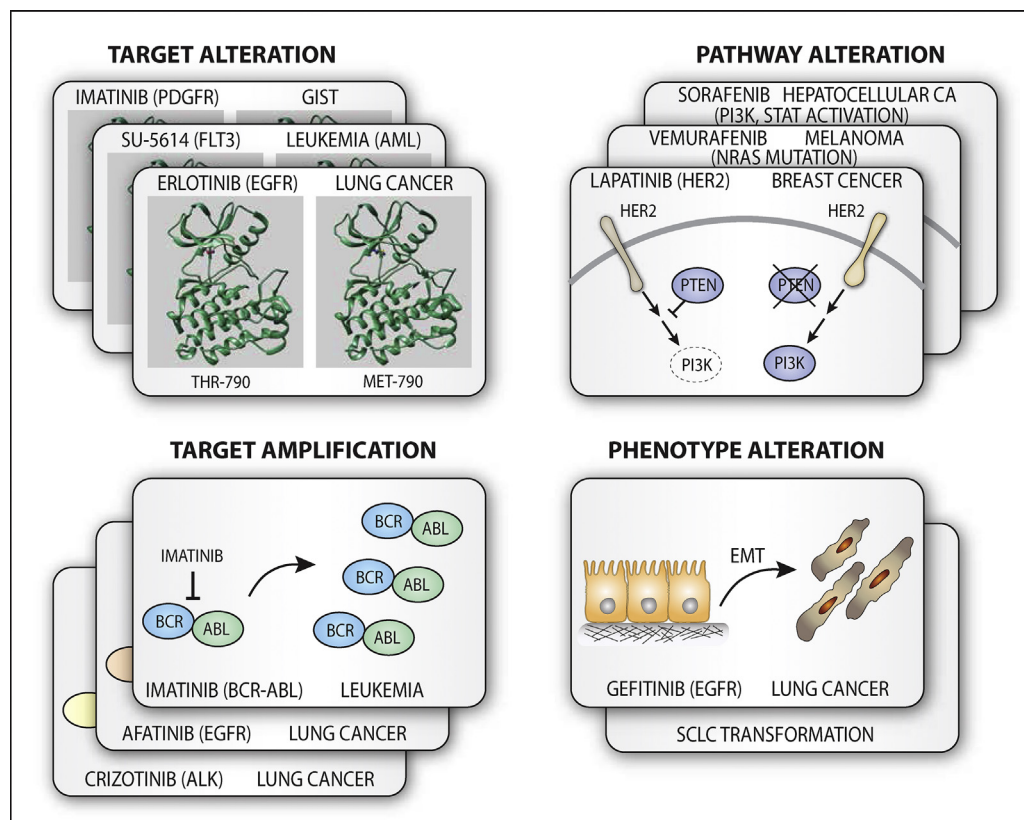 TARGET ALTERATION
IMATINIB (PDGFR) GIST
SU-5614 (FLT3) LEUKEMIA (AML)
ERLOTINIB (EGFR) LUNG CANCER
THR-790 MET-790
PATHWAY ALTERATION
SORAFENIB HEPATOCELLULAR CA
(PI3K, STAT ACTIVATION)
VEMURAFENIB MELANOMA
(NRAS MUTATION)
LAPATINIB (HER2) BREAST CENCER
HER2 HER2
PTEN PTEN
PI3K PI3K
TARGET AMPLIFICATION
BCR ABL
IMATINIB
BCR ABL
BCR ABL
BCR ABL
IMATINIB (BCR-ABL) LEUKEMIA
AFATINIB (EGFR) LUNG CANCER
CRIZOTINIB (ALK) LUNG CANCER
PHENOTYPE ALTERATION
EMT
GEFITINIB (EGFR) LUNG CANCER
SCLC TRANSFORMATION